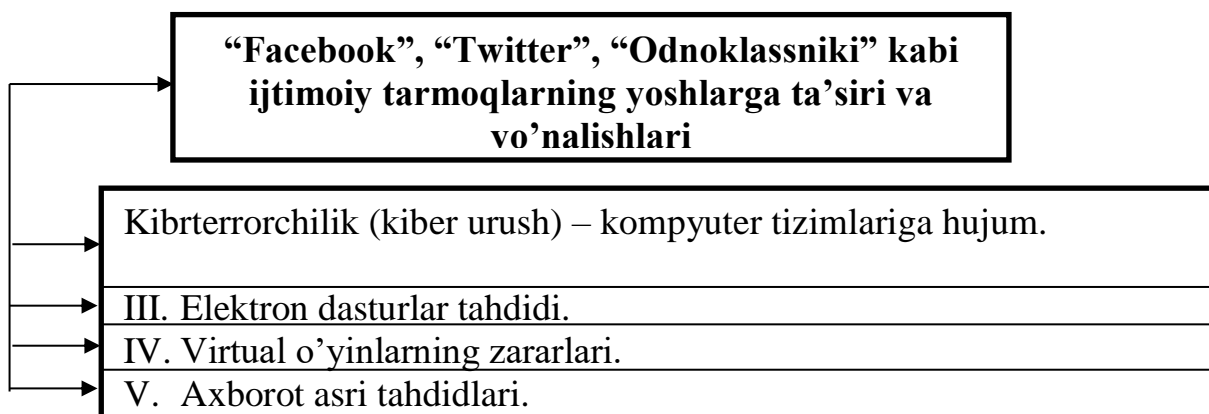 “Facebook”, “Twitter”, “Odnoklassniki” kabi
ijtimoiy tarmoqlarning yoshlarga ta’siri va
vo’nalishlari
Kibrterrorchilik (kiber urush) – kompyuter tizimlariga hujum.
III. Elektron dasturlar tahdidi.
IV. Virtual o’yinlarning zararlari.
V. Axborot asri tahdidlari.